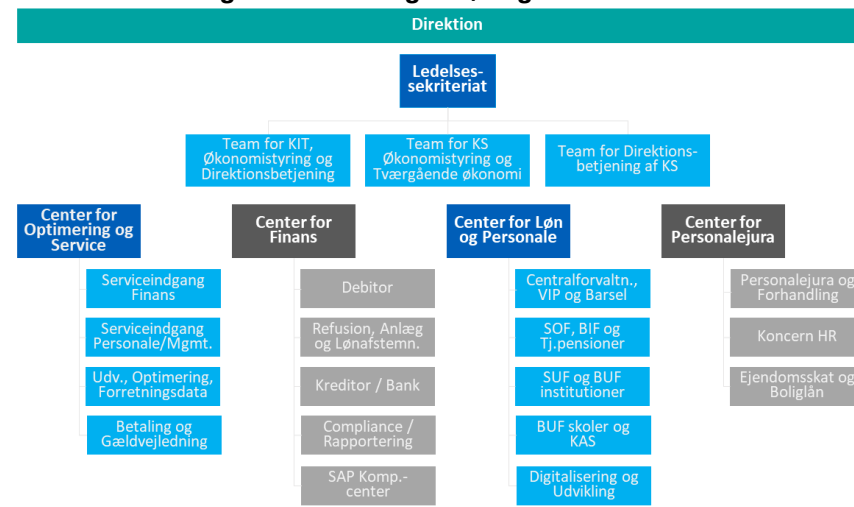 Direktion
Ledelses-
sekriteriat
Team for KIT,
Økonomistyring og
Direktionsbetjening
Team for KS
Økonomistyring og
Tværgående økonomi
Team for Direktions-
betjening af KS
Center for
Optimering og
Service
Center for
Finans
Center for Løn
og Personale
Center for
Personalejura
Serviceindgang
Finans
Serviceindgang
Personale/Mgmt.
Udv., Optimering,
Forretningsdata
Betaling og
Gældvejledning
Debitor
Refusion, Anlæg
og Lønafstemn.
Kreditor / Bank
Compliance /
Rapportering
SAP Komp.-
center
Centralforvaltn.,
VIP og Barsel
SOF, BIF og
Tj.pensioner
SUF og BUF
institutioner
BUF skoler og
KAS
Digitalisering og
Udvikling
Personalejura og
Forhandling
Koncern HR
Ejendomsskat og
Boliglån